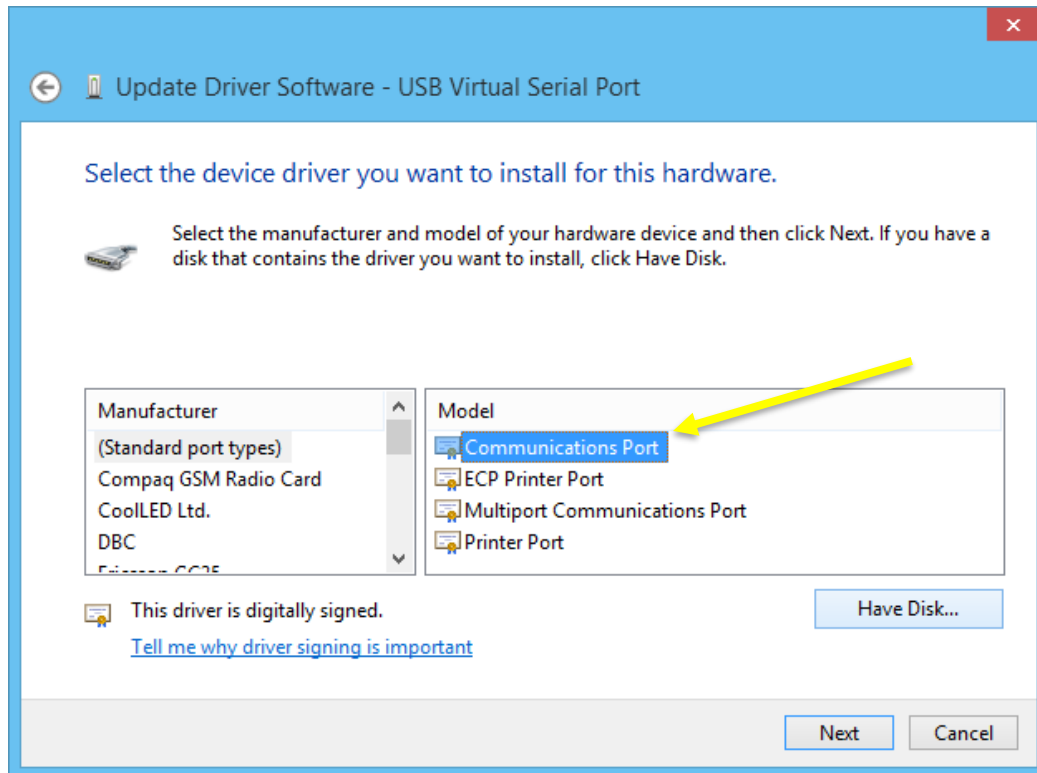 Update Driver Software - USB Virtual Serial Port
Select the device driver you want to install for this hardware.
Select the manufacturer and model of your hardware device and then click Next. If you have a
disk that contains the driver you want to install, click Have Disk.
Manufacturer
(Standard port types)
Compaq GSM Radio Card
CoolLED Ltd.
DBC
Model
Communications Port
ECP Printer Port
Multiport Communications Port
Printer Port
This driver is digitally signed.
Tell me why driver signing is important
Have Disk...
Next
Cancel